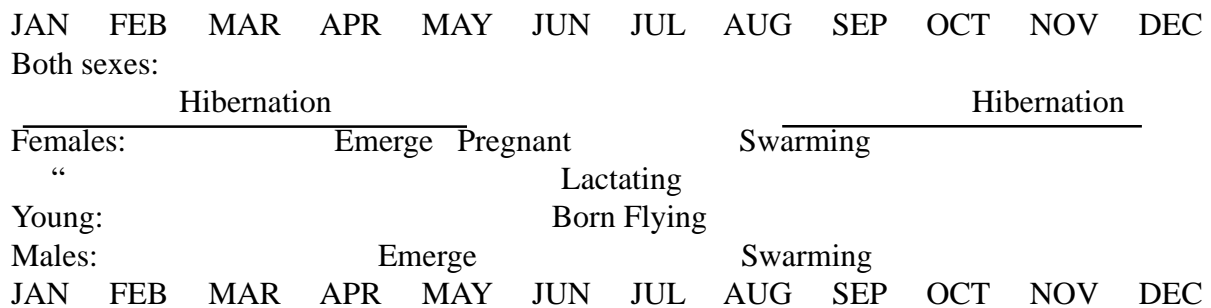 JAN FEB MAR APR MAY JUN JUL AUG SEP OCT NOV DEC
Both sexes:
Hibernation Hibernation
Females: Emerge Pregnant Swarming
“ Lactating
Young: Born Flying
Males: Emerge Swarming
JAN FEB MAR APR MAY JUN JUL AUG SEP OCT NOV DEC